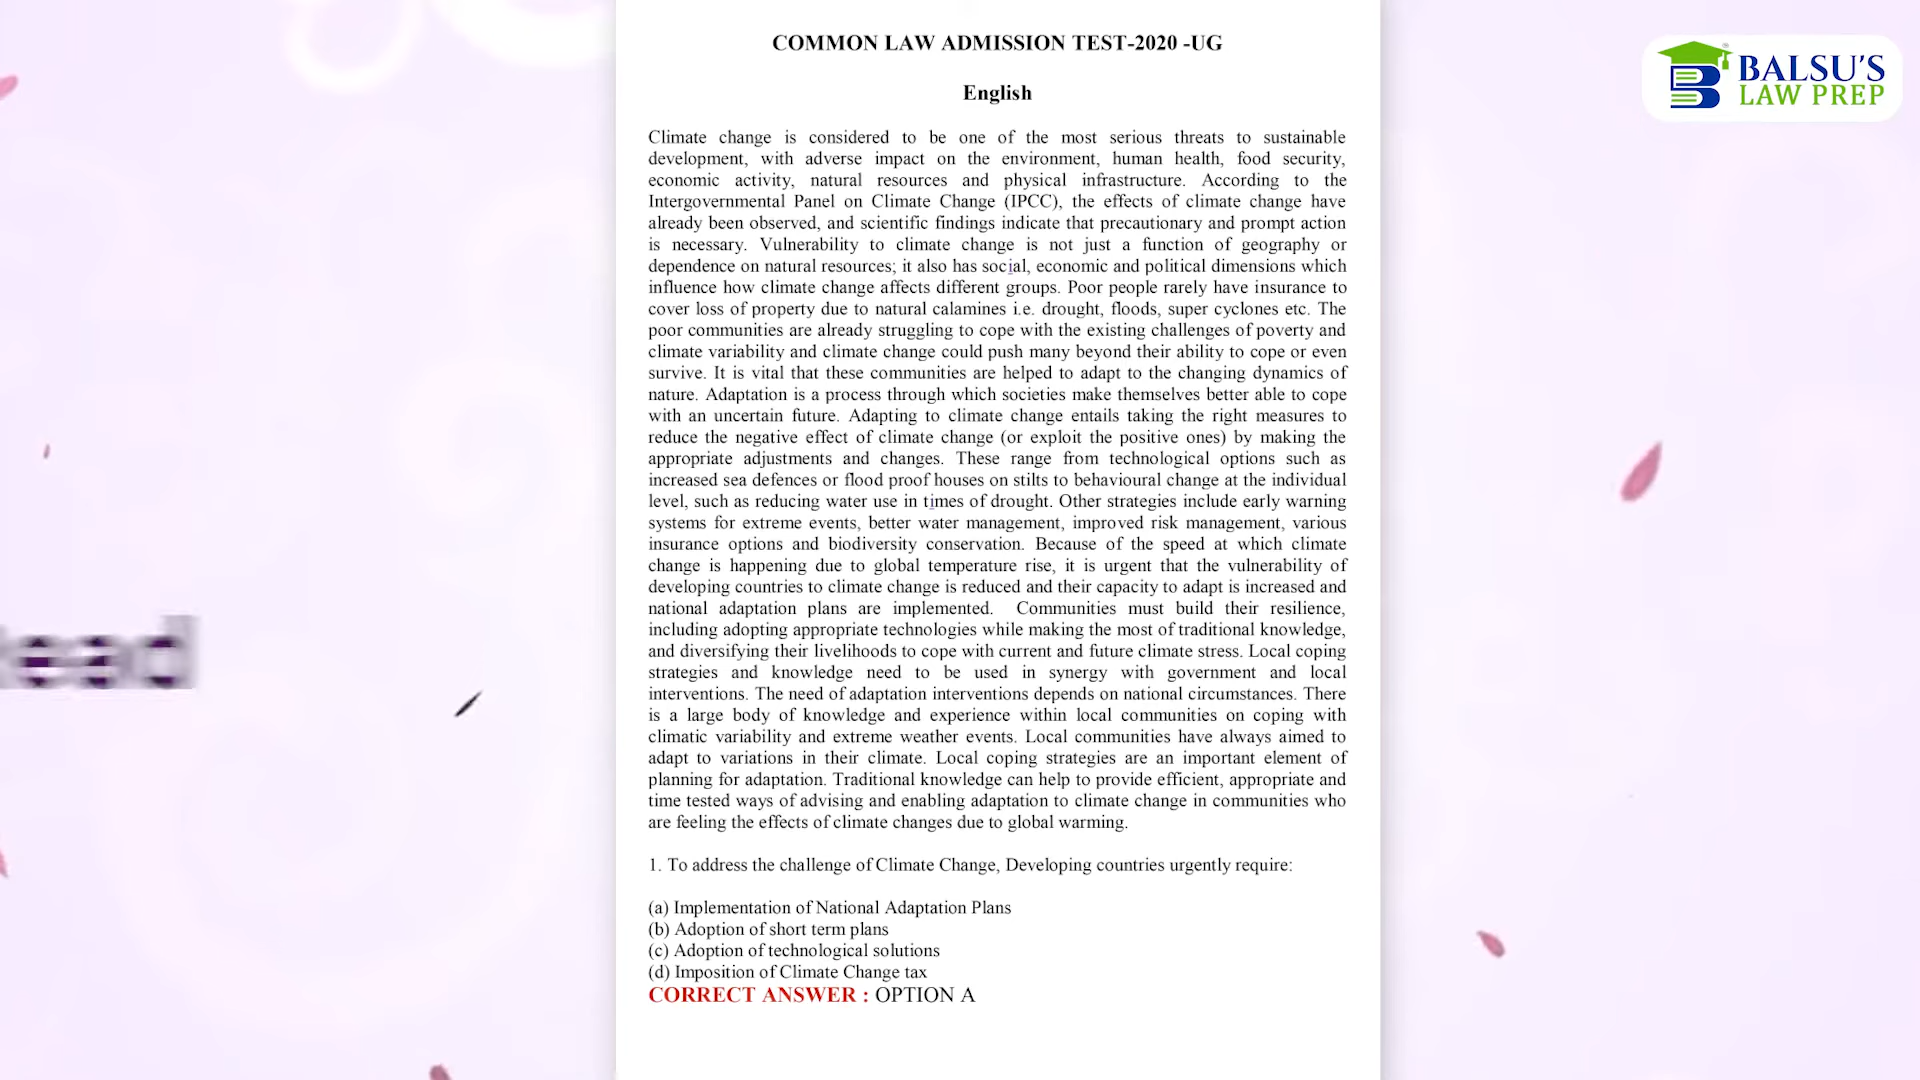 COMMON LAW ADMISSION TEST-2020 -UG
BALSU'S
LAW PREP
English
Climate change is considered to be one of the most serious threats to sustainable
development, with adverse impact on the environment, human health, food security,
economic activity, natural resources and physical infrastructure. According to the
Intergovernmental Panel on Climate Change (IPCC), the effects of climate change have
already been observed, and scientific findings indicate that precautionary and prompt action
is necessary. Vulnerability to climate change is not just a function of geography or
dependence on natural resources; it also has social, economic and political dimensions which
influence how climate change affects different groups. Poor people rarely have insurance to
cover loss of property due to natural calamines i.e. drought, floods, super cyclones etc. The
poor communities are already struggling to cope with the existing challenges of poverty and
climate variability and climate change could push many beyond their ability to cope or even
survive. It is vital that these communities are helped to adapt to the changing dynamics of
nature. Adaptation is a process through which societies make themselves better able to cope
with an uncertain future. Adapting to climate change entails taking the right measures to
reduce the negative effect of climate change (or exploit the positive ones) by making the
appropriate adjustments and changes. These range from technological options such as
increased sea defences or flood proof houses on stilts to behavioural change at the individual
level, such as reducing water use in times of drought. Other strategies include early warning
systems for extreme events, better water management, improved risk management, various
insurance options and biodiversity conservation. Because of the speed at which climate
change is happening due to global temperature rise, it is urgent that the vulnerability of
developing countries to climate change is reduced and their capacity to adapt is increased and
national adaptation plans are implemented. Communities must build their resilience,
including adopting appropriate technologies while making the most of traditional knowledge,
and diversifying their livelihoods to cope with current and future climate stress. Local coping
strategies and knowledge need to be used in synergy with government and local
interventions. The need of adaptation interventions depends on national circumstances. There
is a large body of knowledge and experience within local communities on coping with
climatic variability and extreme weather events. Local communities have always aimed to
adapt to variations in their climate. Local coping strategies are an important element of
planning for adaptation. Traditional knowledge can help to provide efficient, appropriate and
time tested ways of advising and enabling adaptation to climate change in communities who
are feeling the effects of climate changes due to global warming.
1. To address the challenge of Climate Change, Developing countries urgently require:
(a) Implementation of National Adaptation Plans
(b) Adoption of short term plans
(c) Adoption of technological solutions
(d) Imposition of Climate Change tax
CORRECT ANSWER : OPTION A